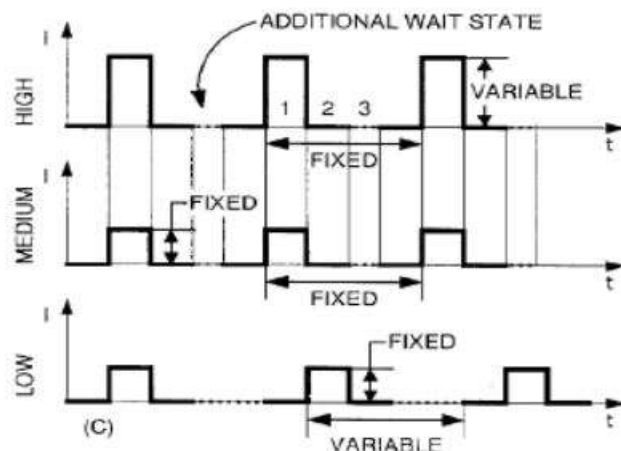 ADDITIONAL WAIT STATE
I
HIGH
1 2 3
VARIABLE
FIXED
t
I
MEDIUM
FIXED
FIXED
t
I
LOW
FIXED
(C)
VARIABLE
t